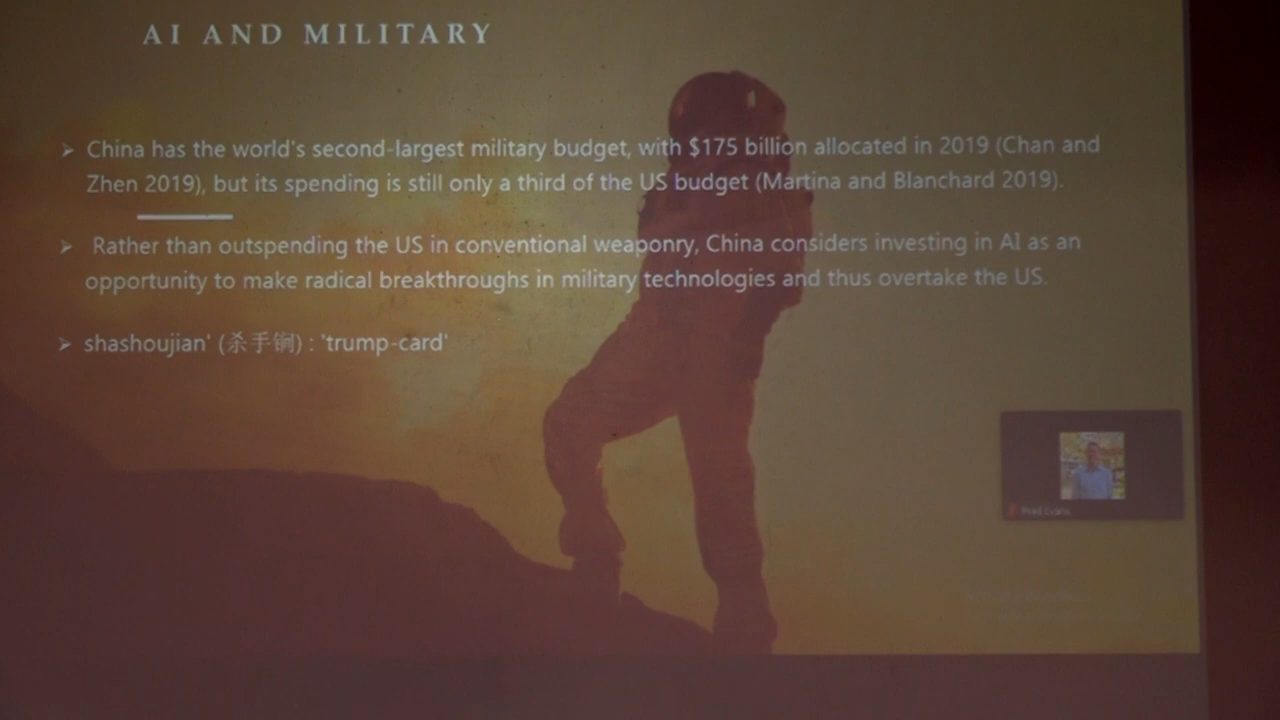 AI AND MILITARY
➢ China has the world's second-largest military budget, with $175 billion allocated in 2019 (Chan and
Zhen 2019), but its spending is still only a third of the US budget (Martina and Blanchard 2019).
➢ Rather than outspending the US in conventional weaponry, China considers investing in AI as an
opportunity to make radical breakthroughs in military technologies and thus overtake the US.
➢ shashoujian' (杀手锏) : 'trump-card'